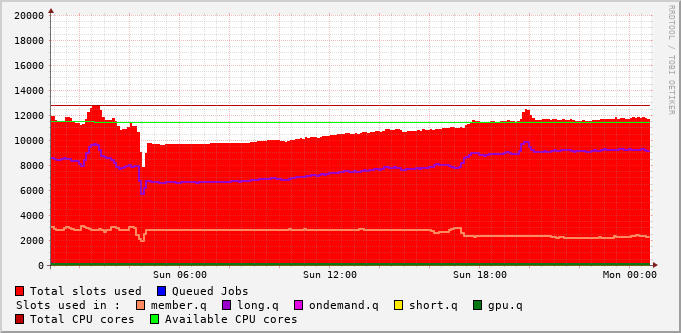 20000
18000
16000
14000
12000
10000
8000
6000
4000
2000
0
Sun 06:00 Sun 12:00 Sun 18:00 Mon 00:00
RRDTOOL / TOBI OETIKER
Total slots used Queued Jobs
Slots used in : member.q long.q ondemand.q short.q gpu.q
Total CPU cores Available CPU cores